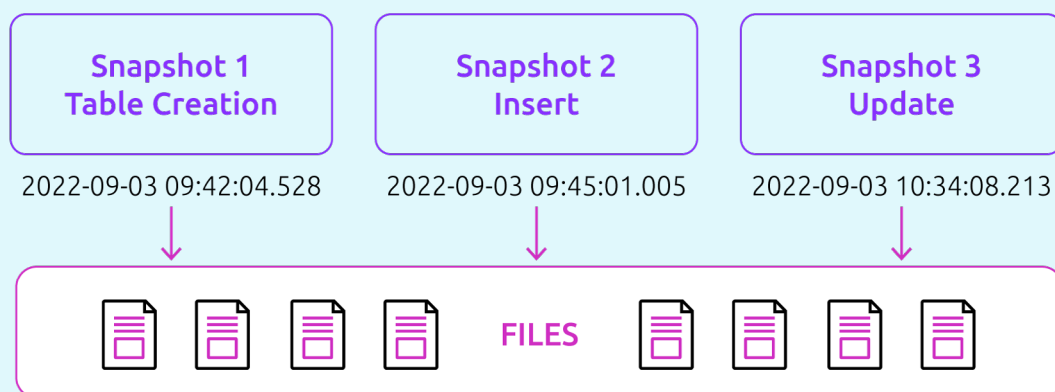 Snapshot 1
Table Creation
Snapshot 2
Insert
Snapshot 3
Update
2022-09-03 09:42:04.528
2022-09-03 09:45:01.005
2022-09-03 10:34:08.213
FILES